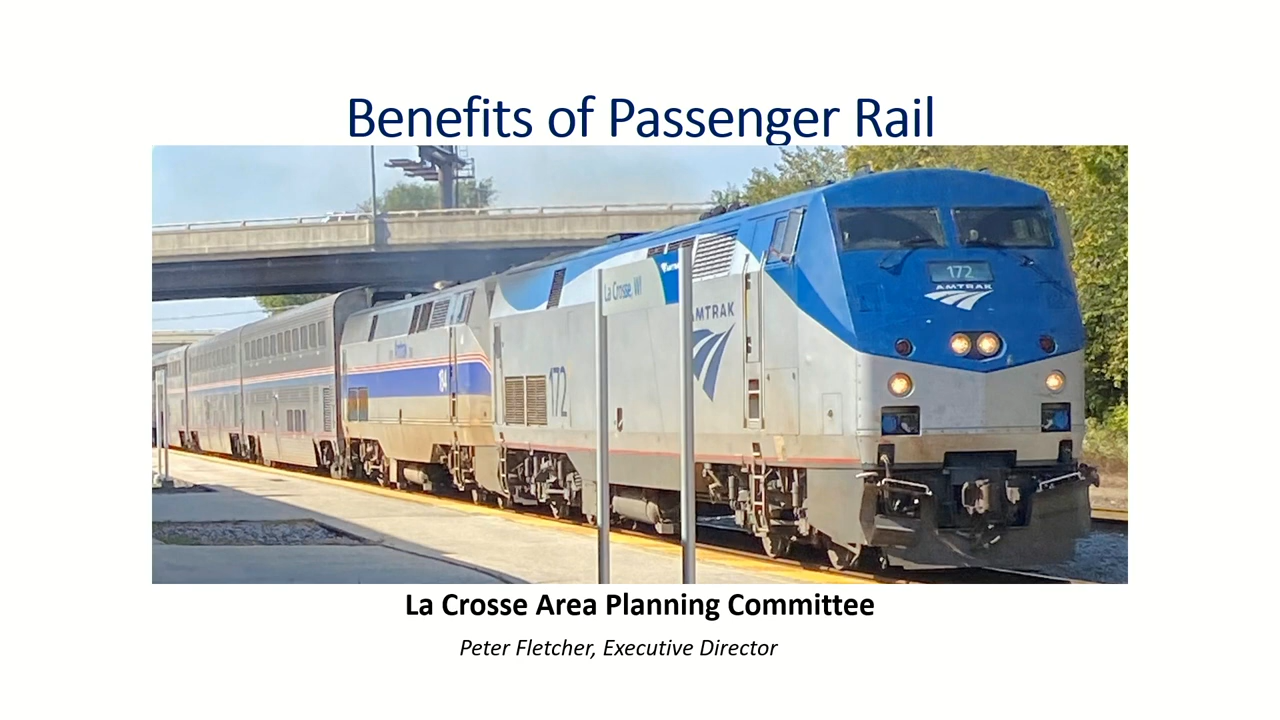 Benefits of Passenger Rail
La Crosse, WI
172
AMTRAK
AMTRAK
172
184
La Crosse Area Planning Committee
Peter Fletcher, Executive Director